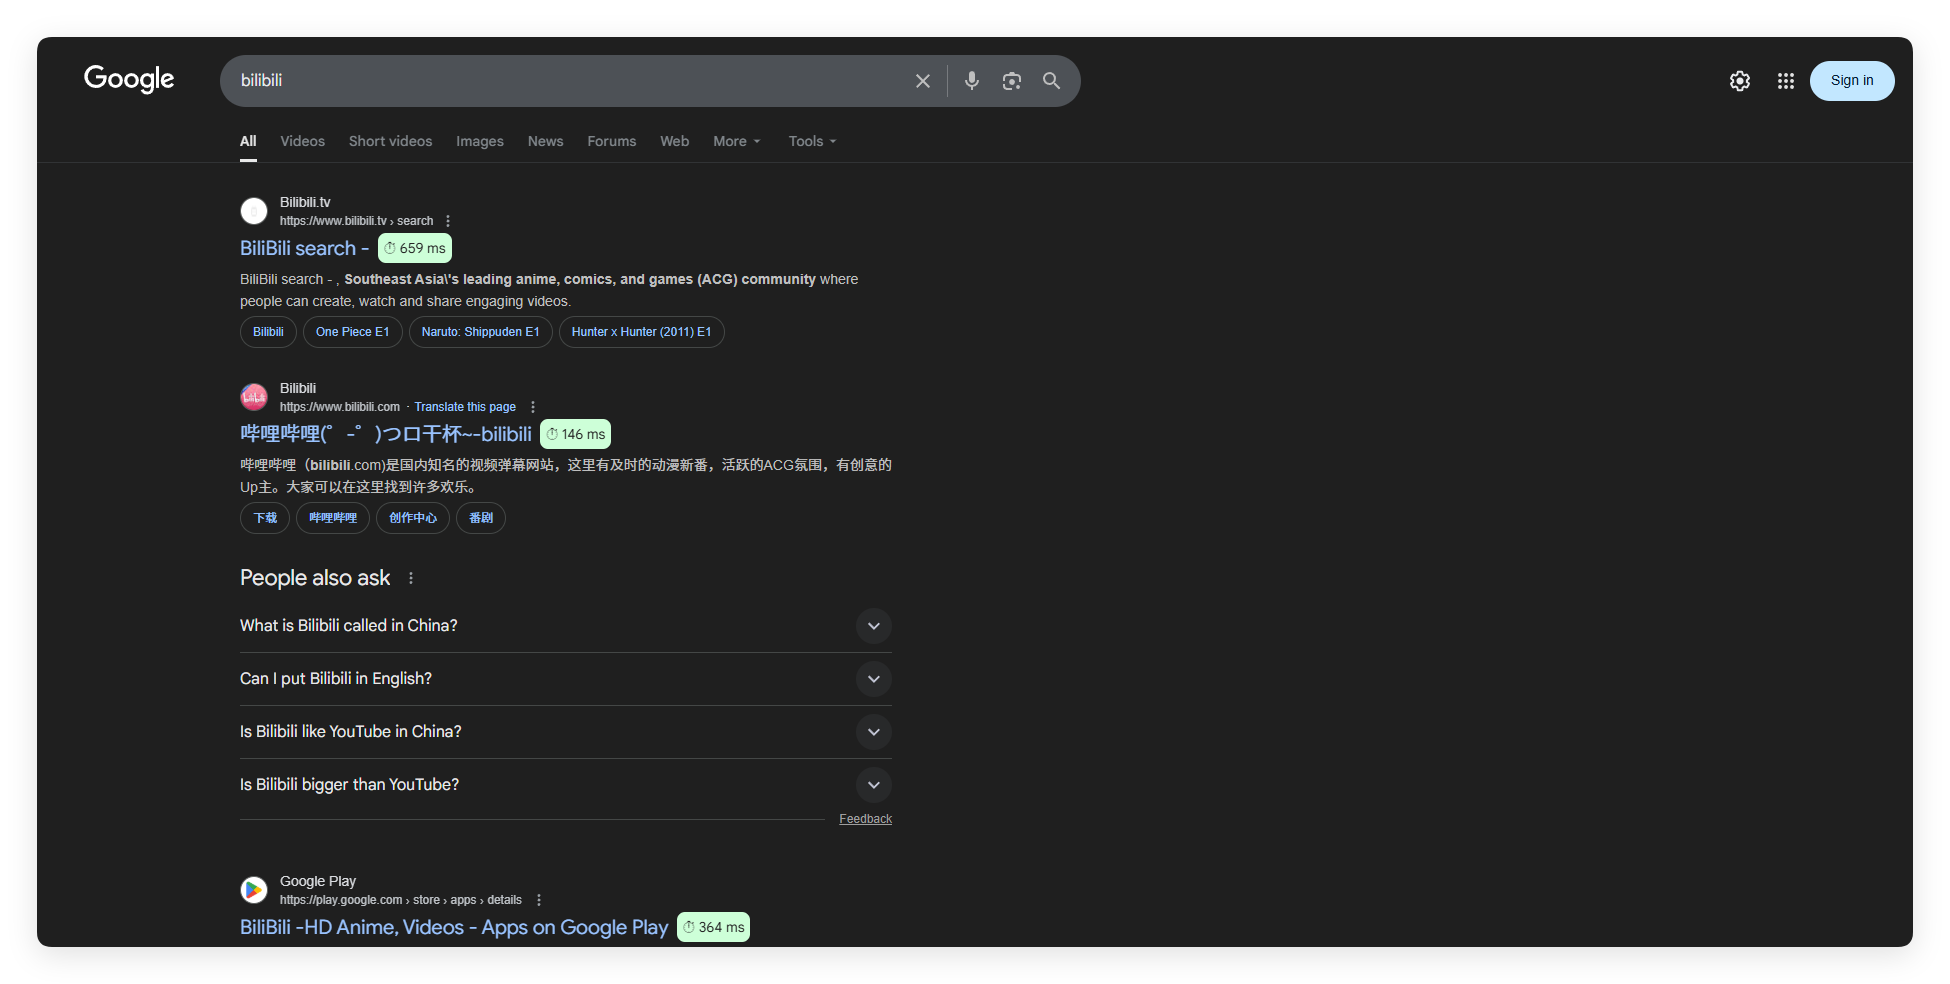 Google
bilibili
Sign in
All Videos Short videos Images News Forums Web More Tools
Bilibili.tv
https://www.bilibili.tv › search
BiliBili search - 659 ms
BiliBili search - , Southeast Asia\'s leading anime, comics, and games (ACG) community where
people can create, watch and share engaging videos.
Bilibili One Piece E1 Naruto: Shippuden E1 Hunter x Hunter (2011) E1
bilibili
Bilibili
https://www.bilibili.com · Translate this page
哔哩哔哩(゜-゜)つロ干杯~-bilibili 146 ms
哔哩哔哩（bilibili.com)是国内知名的视频弹幕网站，这里有及时的动漫新番，活跃的ACG氛围，有创意的
Up主。大家可以在这里找到许多欢乐。
下载 哔哩哔哩 创作中心 番剧
People also ask
What is Bilibili called in China?
Can I put Bilibili in English?
Is Bilibili like YouTube in China?
Is Bilibili bigger than YouTube?
Feedback
Google Play
https://play.google.com › store › apps › details
BiliBili -HD Anime, Videos - Apps on Google Play 364 ms